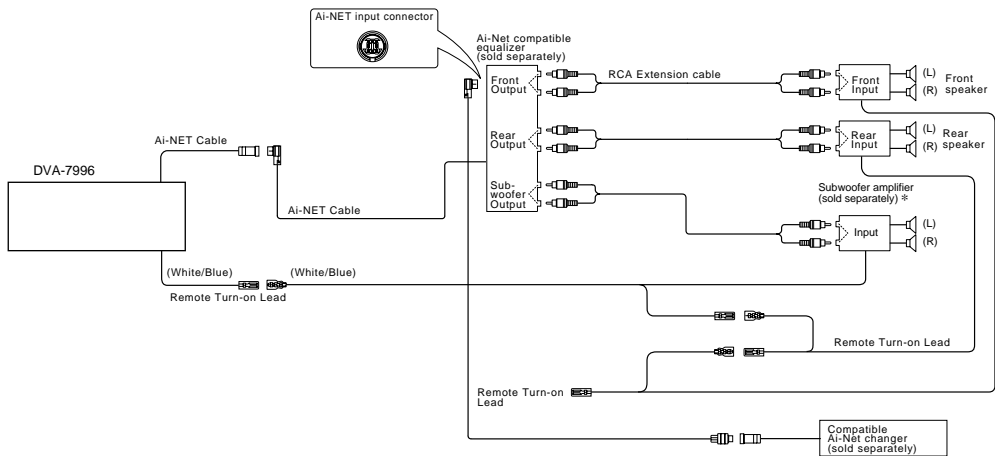 Ai-NET input connector
Ai-Net compatible
equalizer
(sold separately)
Front
Output
RCA Extension cable
Front
Input
(L)
(R)
Front
speaker
Ai-NET Cable
Rear
Output
Rear
Input
(L)
(R)
Rear
speaker
DVA-7996
Ai-NET Cable
Sub-
woofer
Output
Subwoofer amplifier
(sold separately) *
Input
(L)
(R)
(White/Blue)
(White/Blue)
Remote Turn-on Lead
Remote Turn-on Lead
Remote Turn-on
Lead
Compatible
Ai-Net changer
(sold separately)